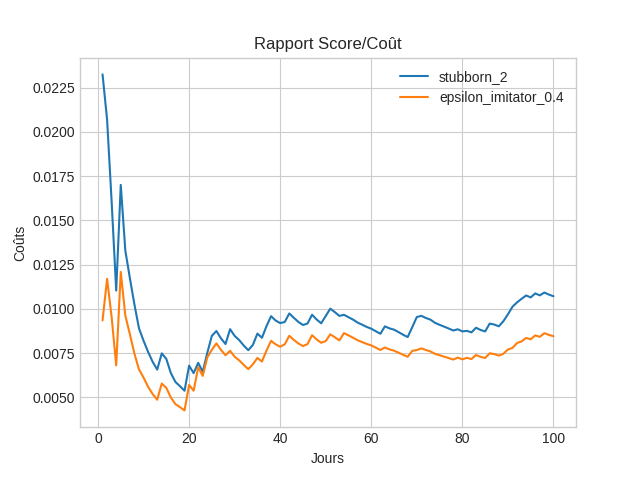 Rapport Score/Coût
stubborn_2
epsilon_imitator_0.4
0.0225
0.0200
0.0175
0.0150
0.0125
0.0100
0.0075
0.0050
Coûts
0 20 40 60 80 100
Jours